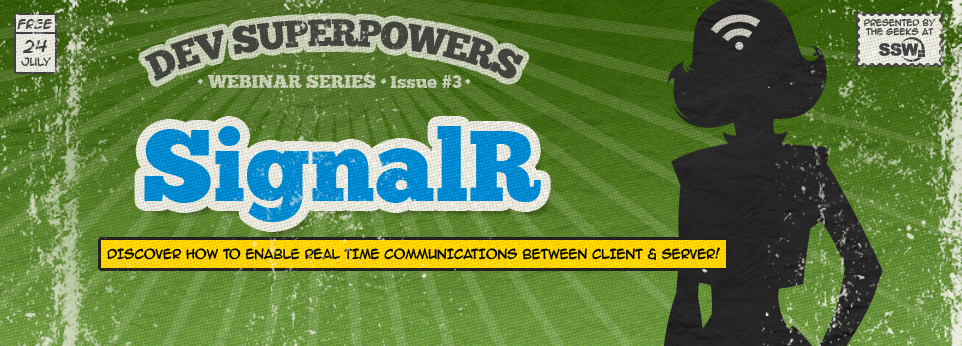 FREE
24
JULY
DEV SUPERPOWERS
· WEBINAR SERIES · Issue #3 ·
PRESENTED BY
THE GEEKS AT
SSW
SignalR
DISCOVER HOW TO ENABLE REAL TIME COMMUNICATIONS BETWEEN CLIENT & SERVER!